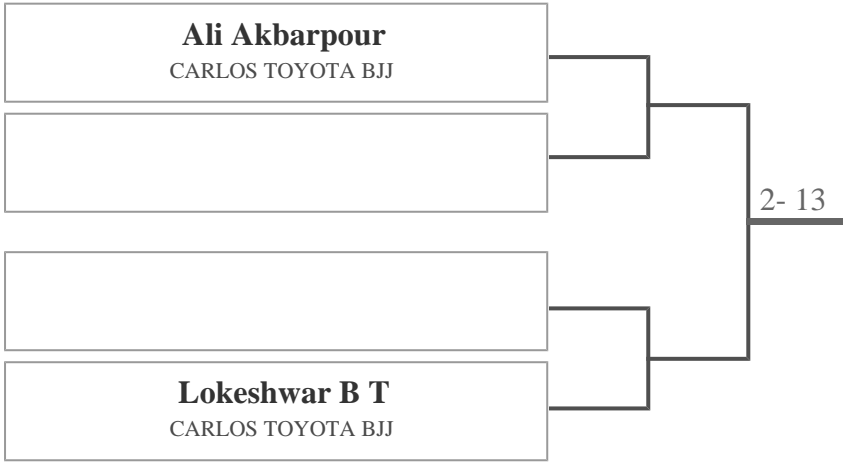 Ali Akbarpour
CARLOS TOYOTA BJJ
2- 13
Lokeshwar B T
CARLOS TOYOTA BJJ